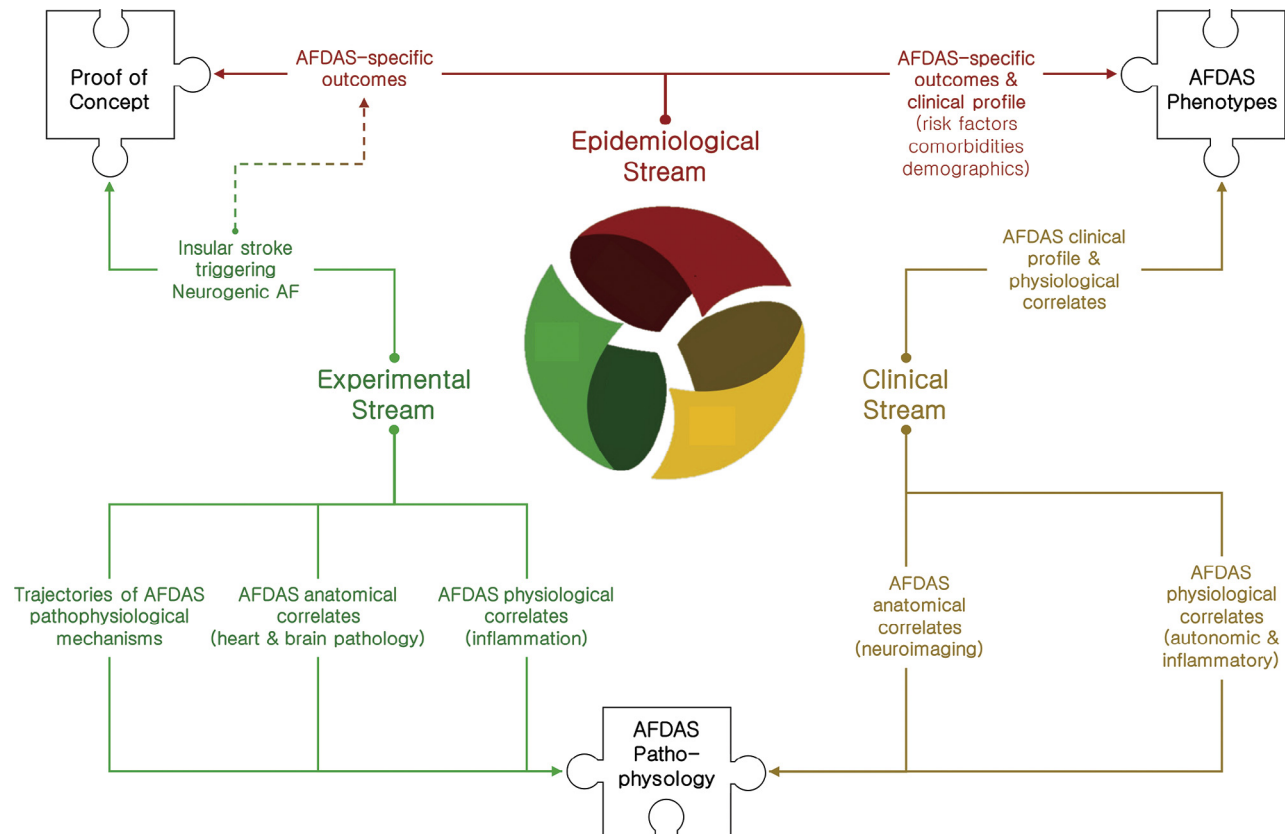 Proof of
Concept
AFDAS-specific
outcomes
AFDAS-specific
outcomes &
clinical profile
(risk factors
comorbidities
demographics)
AFDAS
Phenotypes
Epidemiological
Stream
Insular stroke
triggering
Neurogenic AF
AFDAS clinical
profile &
physiological
correlates
Experimental
Stream
Clinical
Stream
Trajectories of AFDAS
pathophysiological
mechanisms
AFDAS anatomical
correlates
(heart & brain pathology)
AFDAS physiological
correlates
(inflammation)
AFDAS
anatomical
correlates
(neuroimaging)
AFDAS
physiological
correlates
(autonomic &
inflammatory)
AFDAS
Patho-
physology